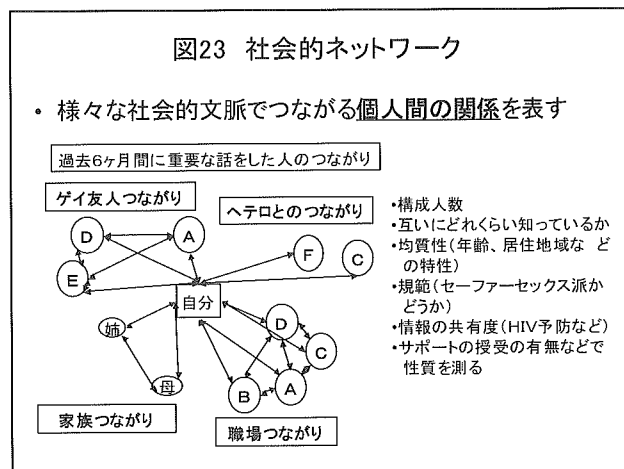 図23 社会的ネットワーク
・ 様々な社会的文脈でつながる個人間の関係を表す
過去6ヶ月間に重要な話をした人のつながり
ゲイ友人つながり
ヘテロとのつながり
D
A
F
C
E
自分
姉
母
D
C
B
A
家族つながり
職場つながり
•構成人数
•互いにどれくらい知っているか
•均質性(年齢、居住地域な ど
の特性)
•規範(セーファーセックス派か
どうか)
•情報の共有度(HIV予防など)
•サポートの授受の有無などで
性質を測る